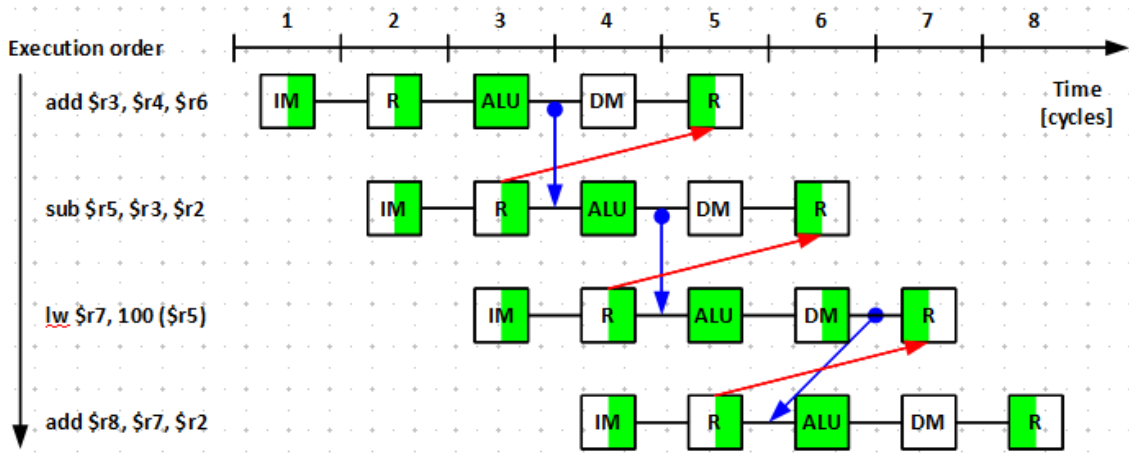 1 2 3 4 5 6 7 8
Execution order
Time
[cycles]
add $r3, $r4, $r6
IM R ALU DM R
sub $r5, $r3, $r2
IM R ALU DM R
lw $r7, 100 ($r5)
IM R ALU DM R
add $r8, $r7, $r2
IM R ALU DM R